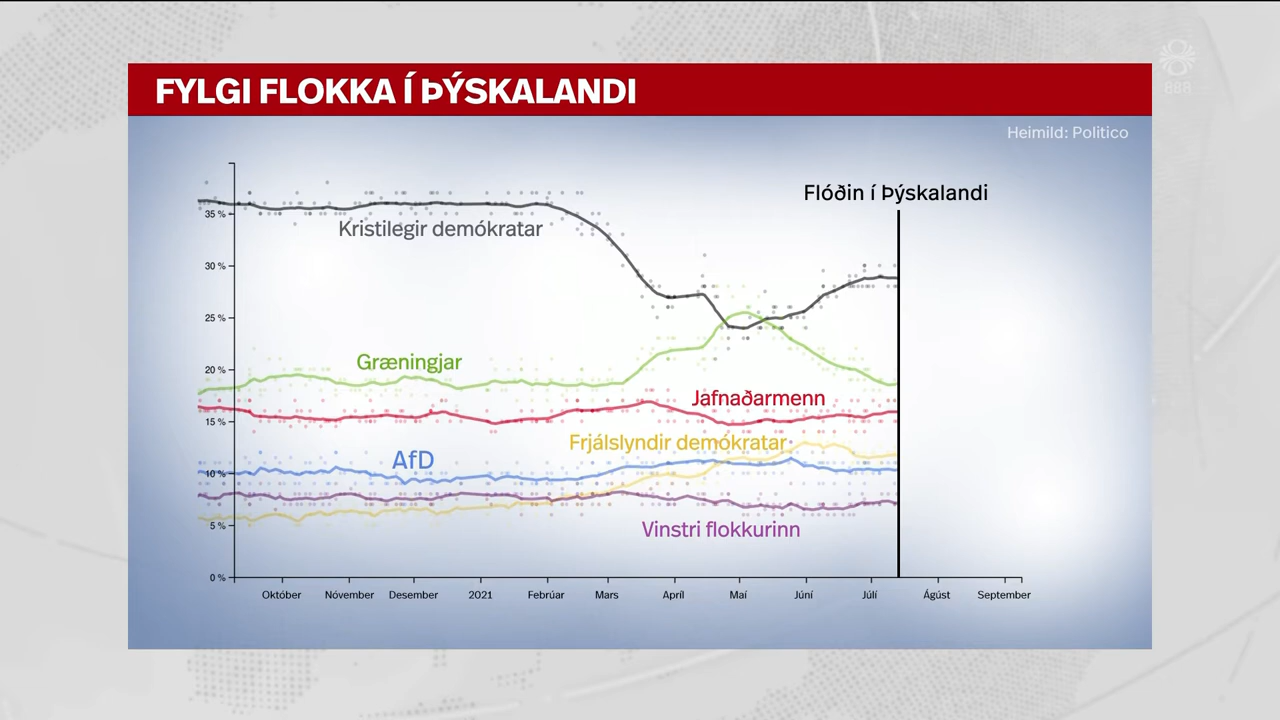 FYLGI FLOKKA Í ÞÝSKALANDI
888
Heimild: Politico
Flóðin í Þýskalandi
35 %
Kristilegir demókratar
30 %
25 %
20 %
Græningjar
Jafnaðarmenn
15 %
Frjálslyndir demókratar
AfD
10 %
5 %
Vinstri flokkurinn
0 %
Október Nóvember Desember 2021 Febrúar Mars Apríl Maí Júní Júlí Ágúst September